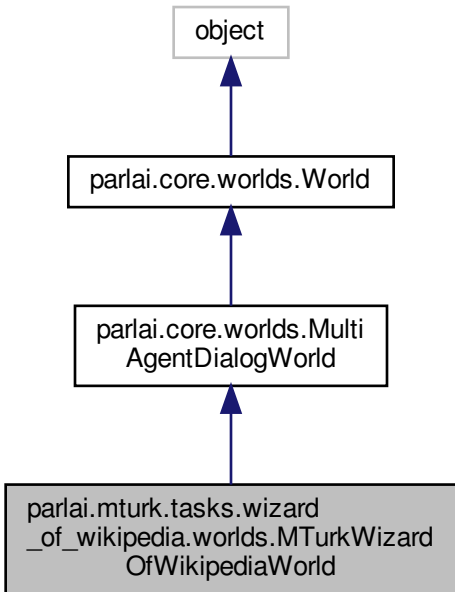 object
parlai.core.worlds.World
parlai.core.worlds.Multi
AgentDialogWorld
parlai.mturk.tasks.wizard
_of_wikipedia.worlds.MTurkWizard
OfWikipediaWorld